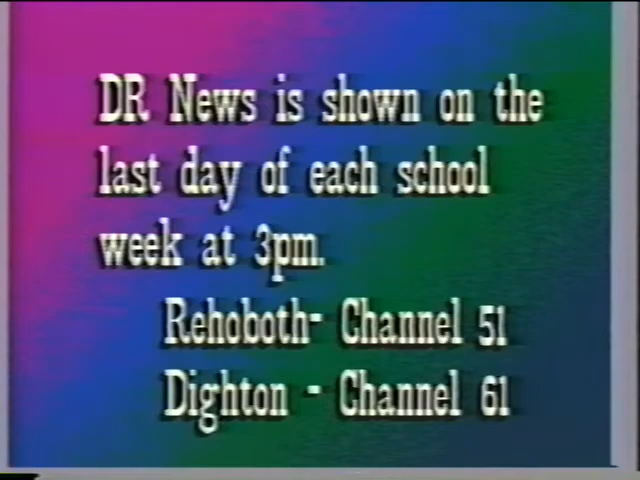 DR News is shown on the
last day of each school
week at 3pm.
Rehoboth- Channel 51
Dighton - Channel 61